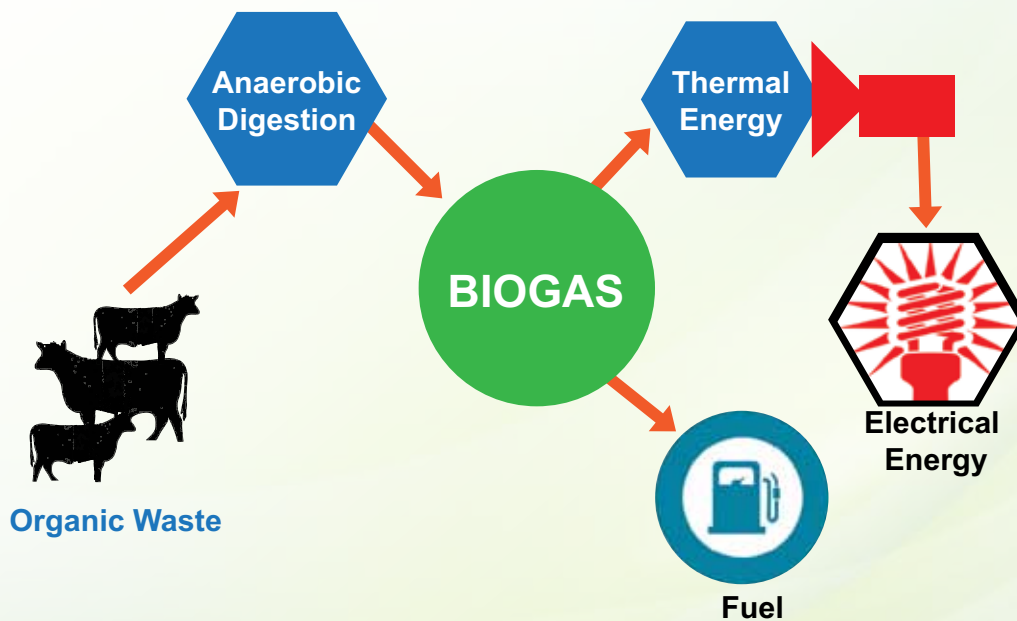 Anaerobic
Digestion
Thermal
Energy
BIOGAS
Electrical
Energy
Organic Waste
Fuel